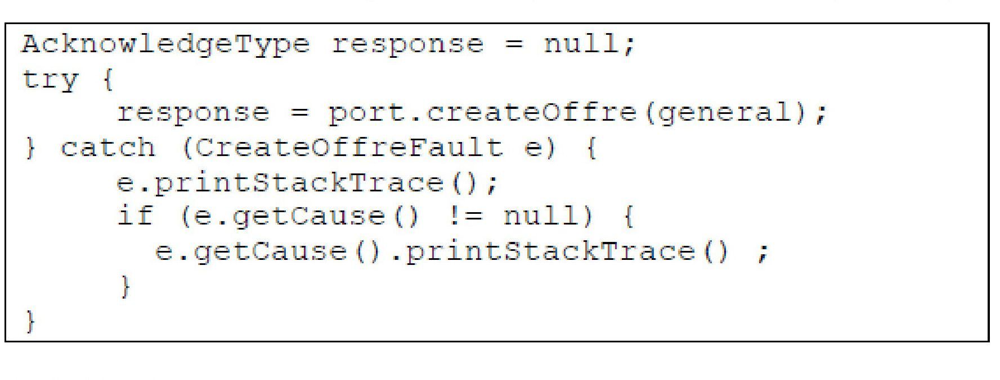 AcknowledgeType response = null;
try {
response = port.createOffre(general);
} catch (CreateOffreFault e) {
e.printStackTrace();
if (e.getCause() != null) {
e.getCause().printStackTrace() ;
}
}